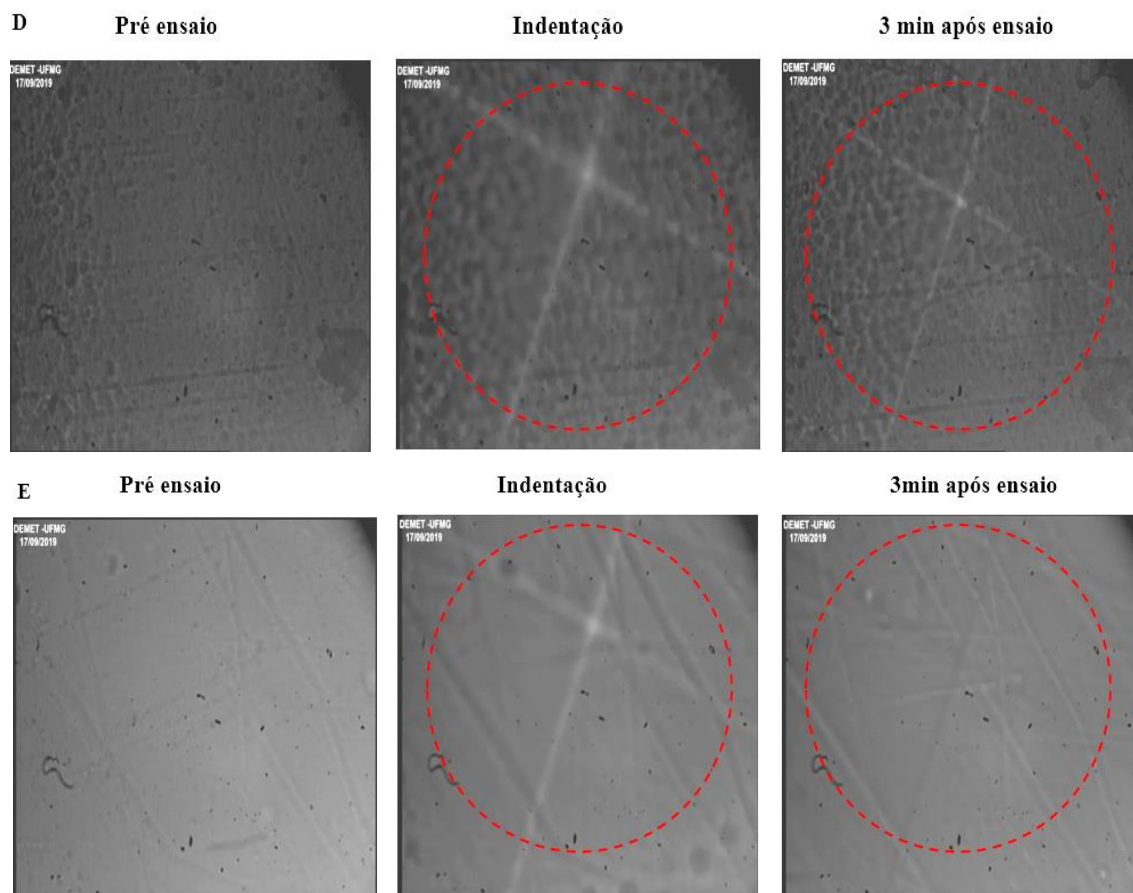 D
Pré ensaio
Indentação
3 min após ensaio
DEMET -UFMG
17/09/2019
DEMET -UFMG
17/09/2019
DEMET -UFMG
17/09/2019
E
Pré ensaio
Indentação
3min após ensaio
DEMET -UFMG
17/09/2019
DEMET -UFMG
17/09/2019
DEMET -UFMG
17/09/2019